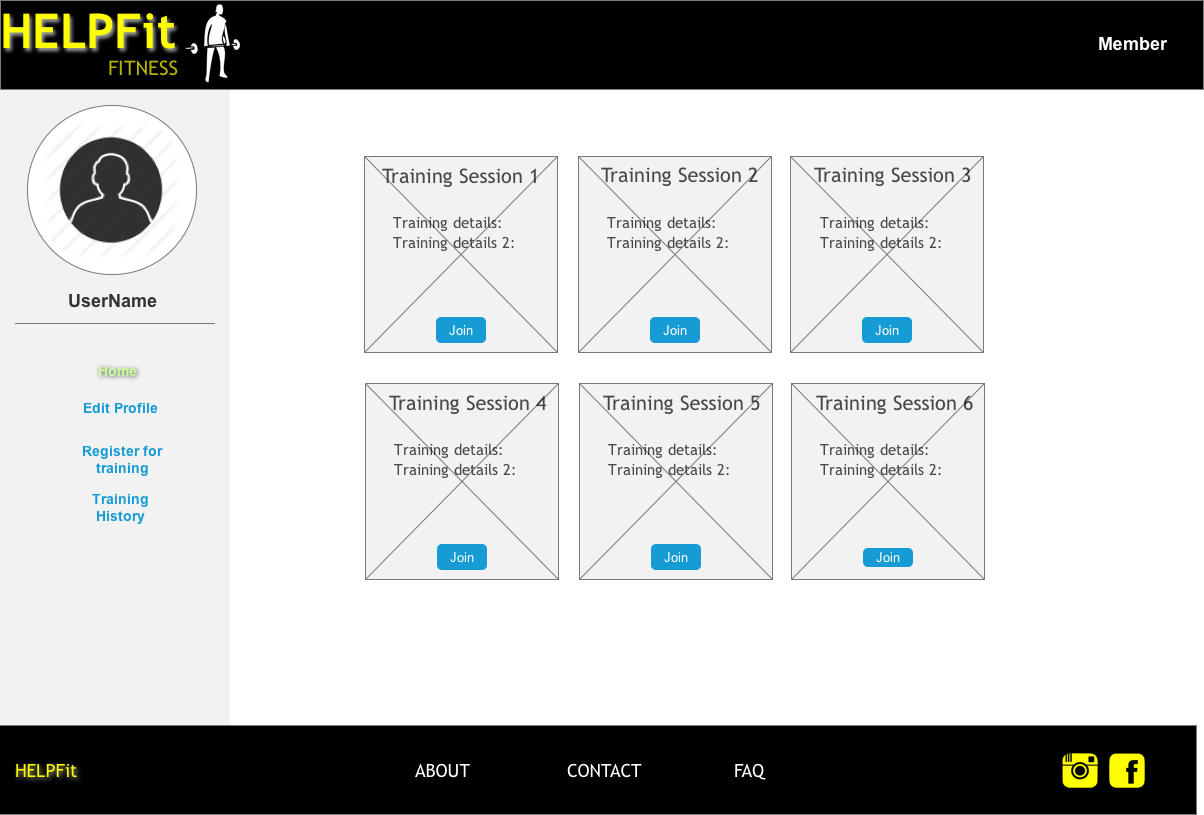 HELPFit
FITNESS
Member
UserName
Home
Edit Profile
Register for
training
Training
History
Training Session 1
Training details:
Training details 2:
Join
Training Session 2
Training details:
Training details 2:
Join
Training Session 3
Training details:
Training details 2:
Join
Training Session 4
Training details:
Training details 2:
Join
Training Session 5
Training details:
Training details 2:
Join
Training Session 6
Training details:
Training details 2:
Join
HELPFit
ABOUT
CONTACT
FAQ